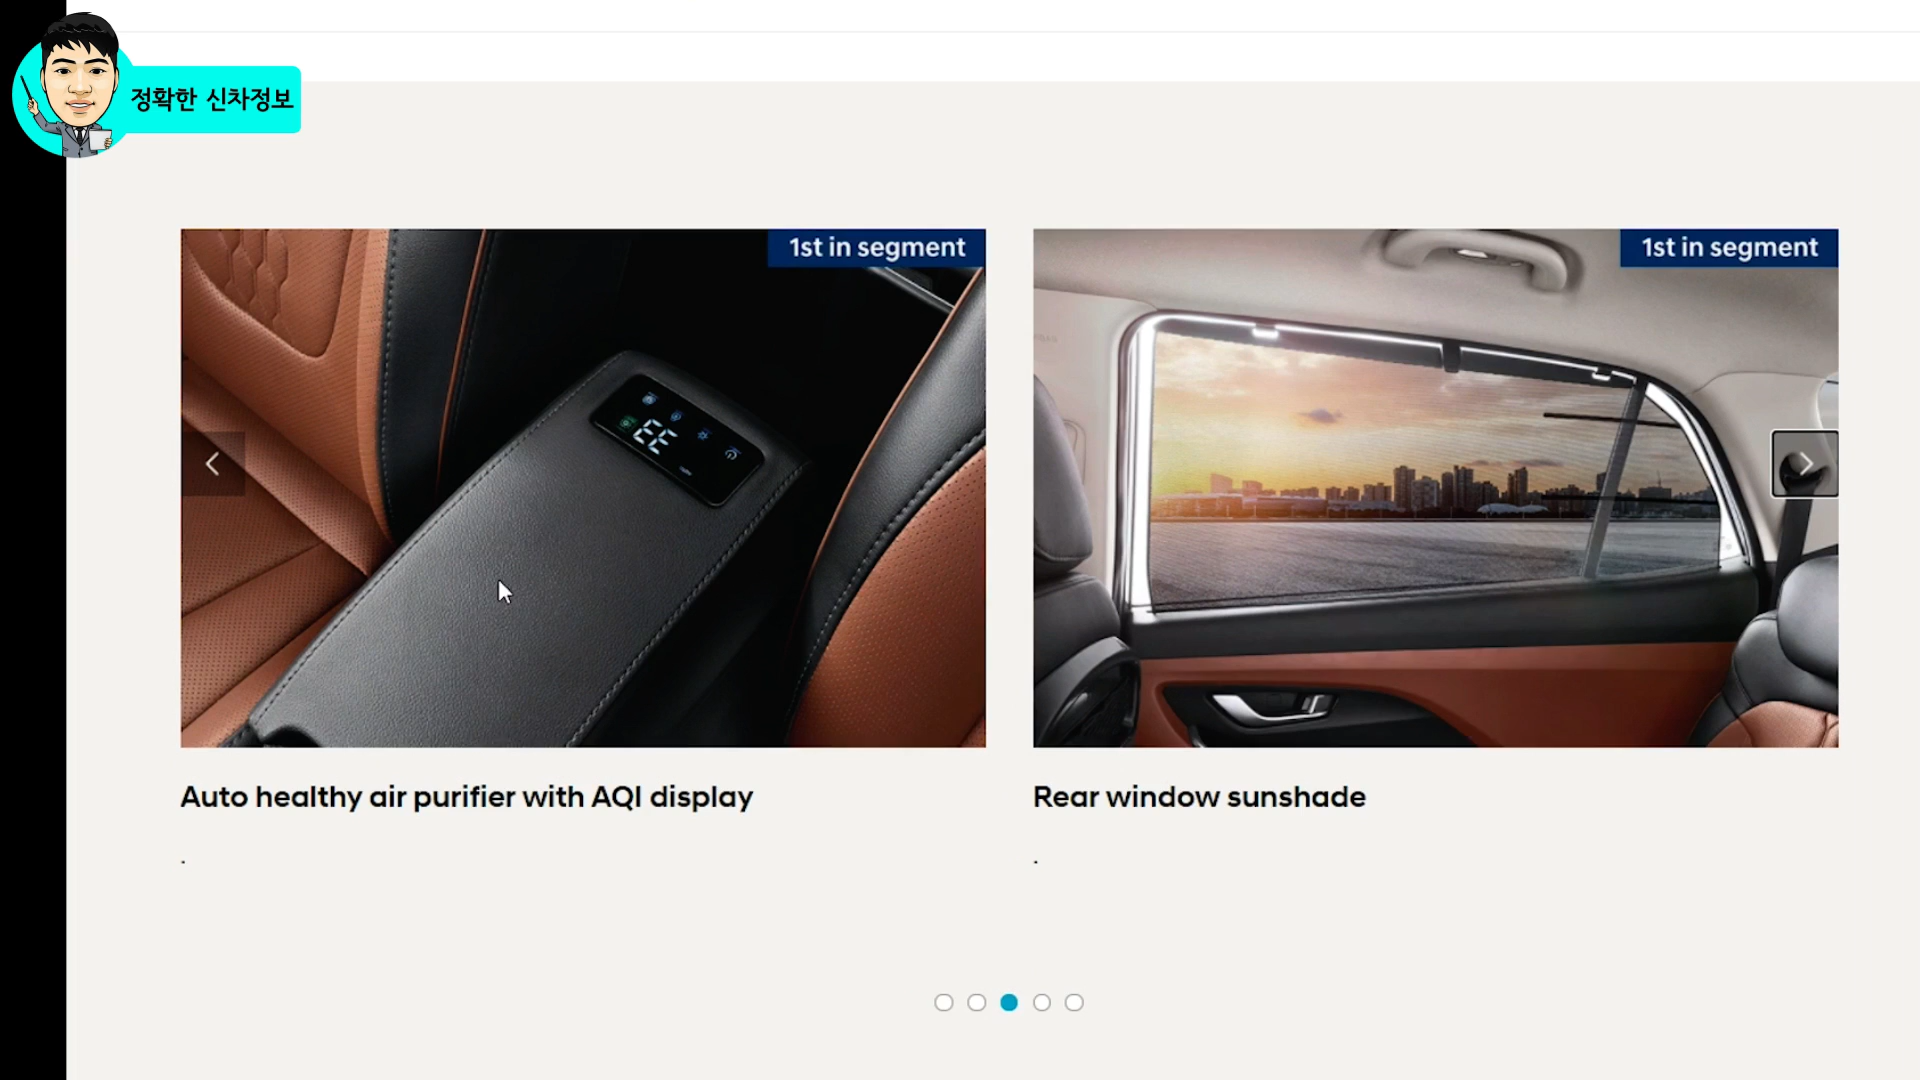 정확한 신차정보
1st in segment
1st in segment
Auto healthy air purifier with AQI display
Rear window sunshade
.
.